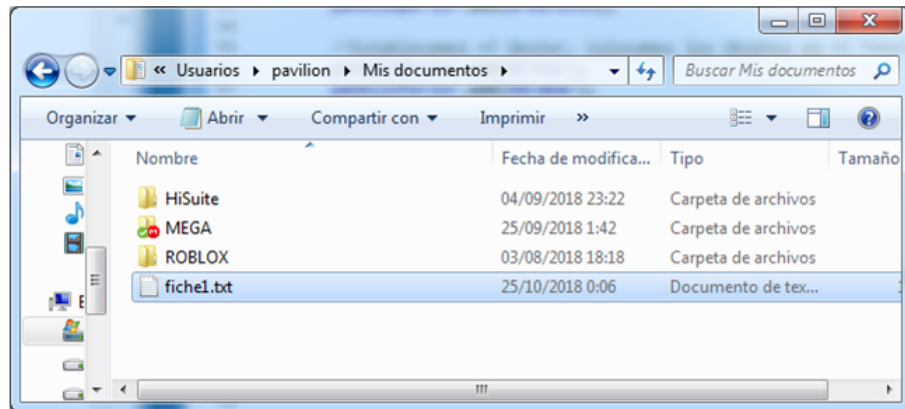 « Usuarios ▸ pavilion ▸ Mis documentos ▸ Buscar Mis documentos
Organizar Abrir Compartir con Imprimir »
Nombre Fecha de modifica... Tipo Tamaño
HiSuite 04/09/2018 23:22 Carpeta de archivos
MEGA 25/09/2018 1:42 Carpeta de archivos
ROBLOX 03/08/2018 18:18 Carpeta de archivos
fiche1.txt 25/10/2018 0:06 Documento de tex...